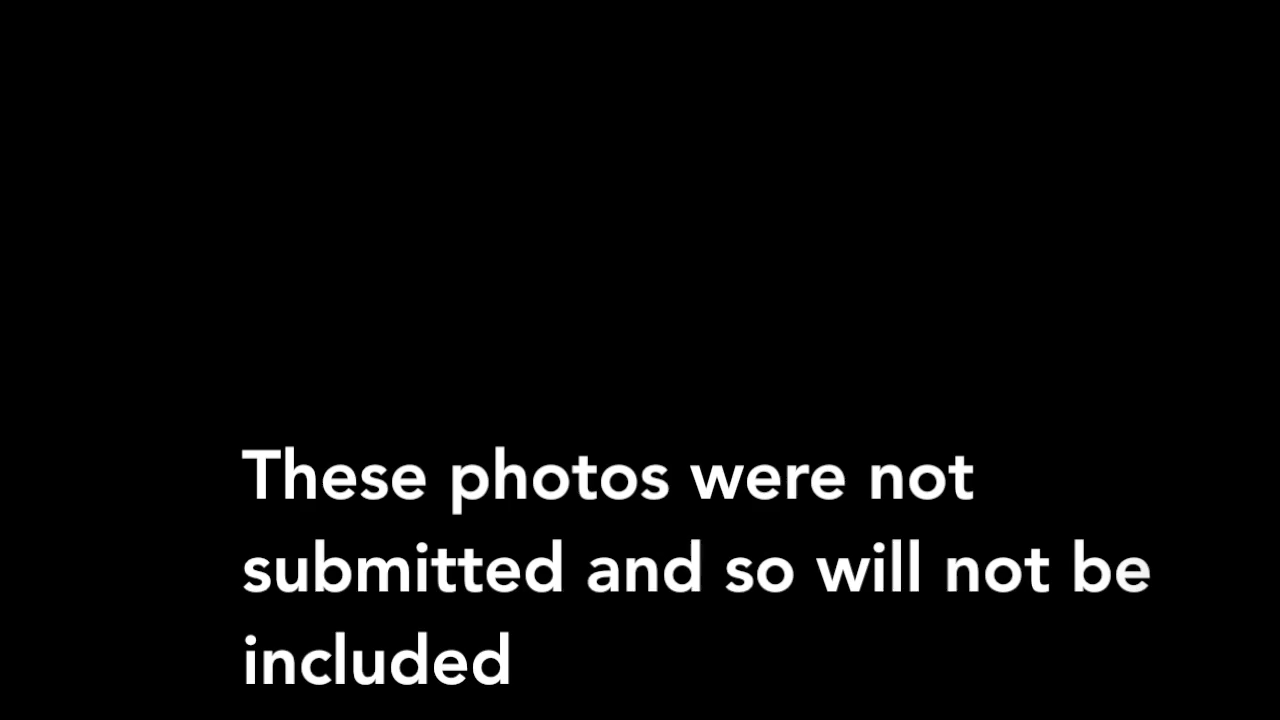 These photos were not
submitted and so will not be
included